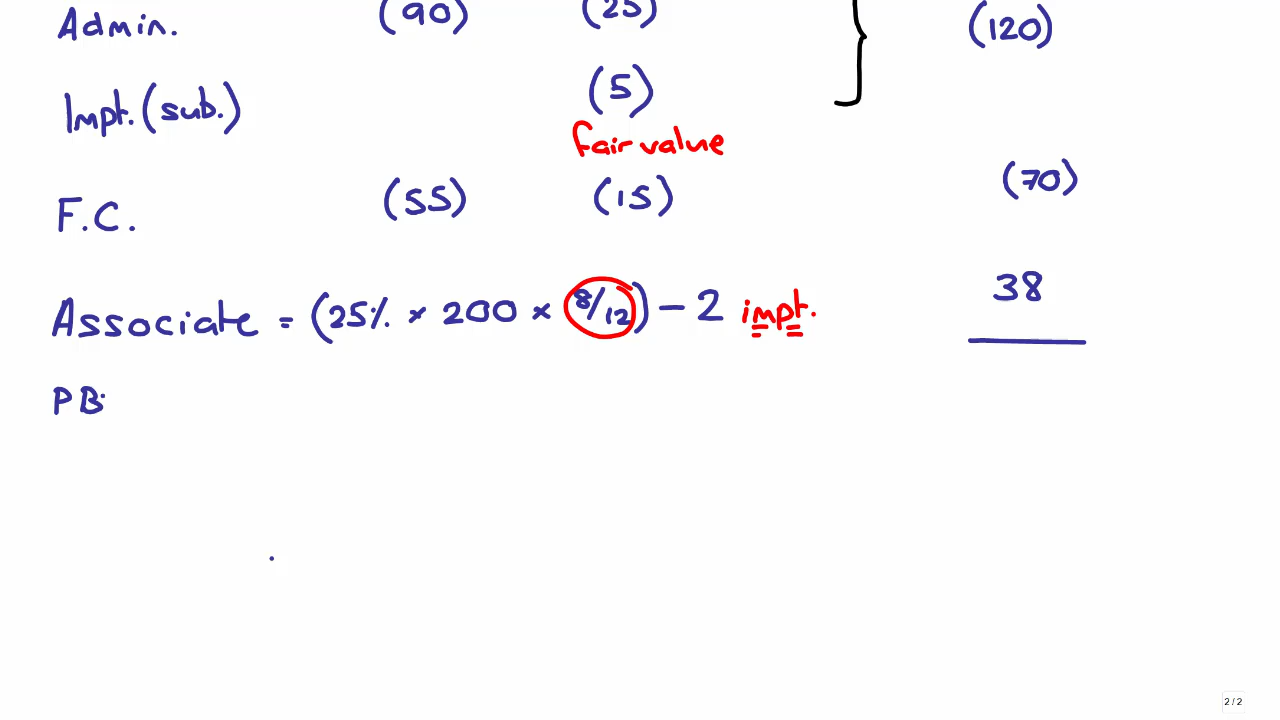 Admin. (90) (25) (120)
Impt. (sub.) (5)
fair value
F.C. (55) (15) (70)
Associate = (25% × 200 × 8/12) - 2 impt. 38
PB
2 / 2